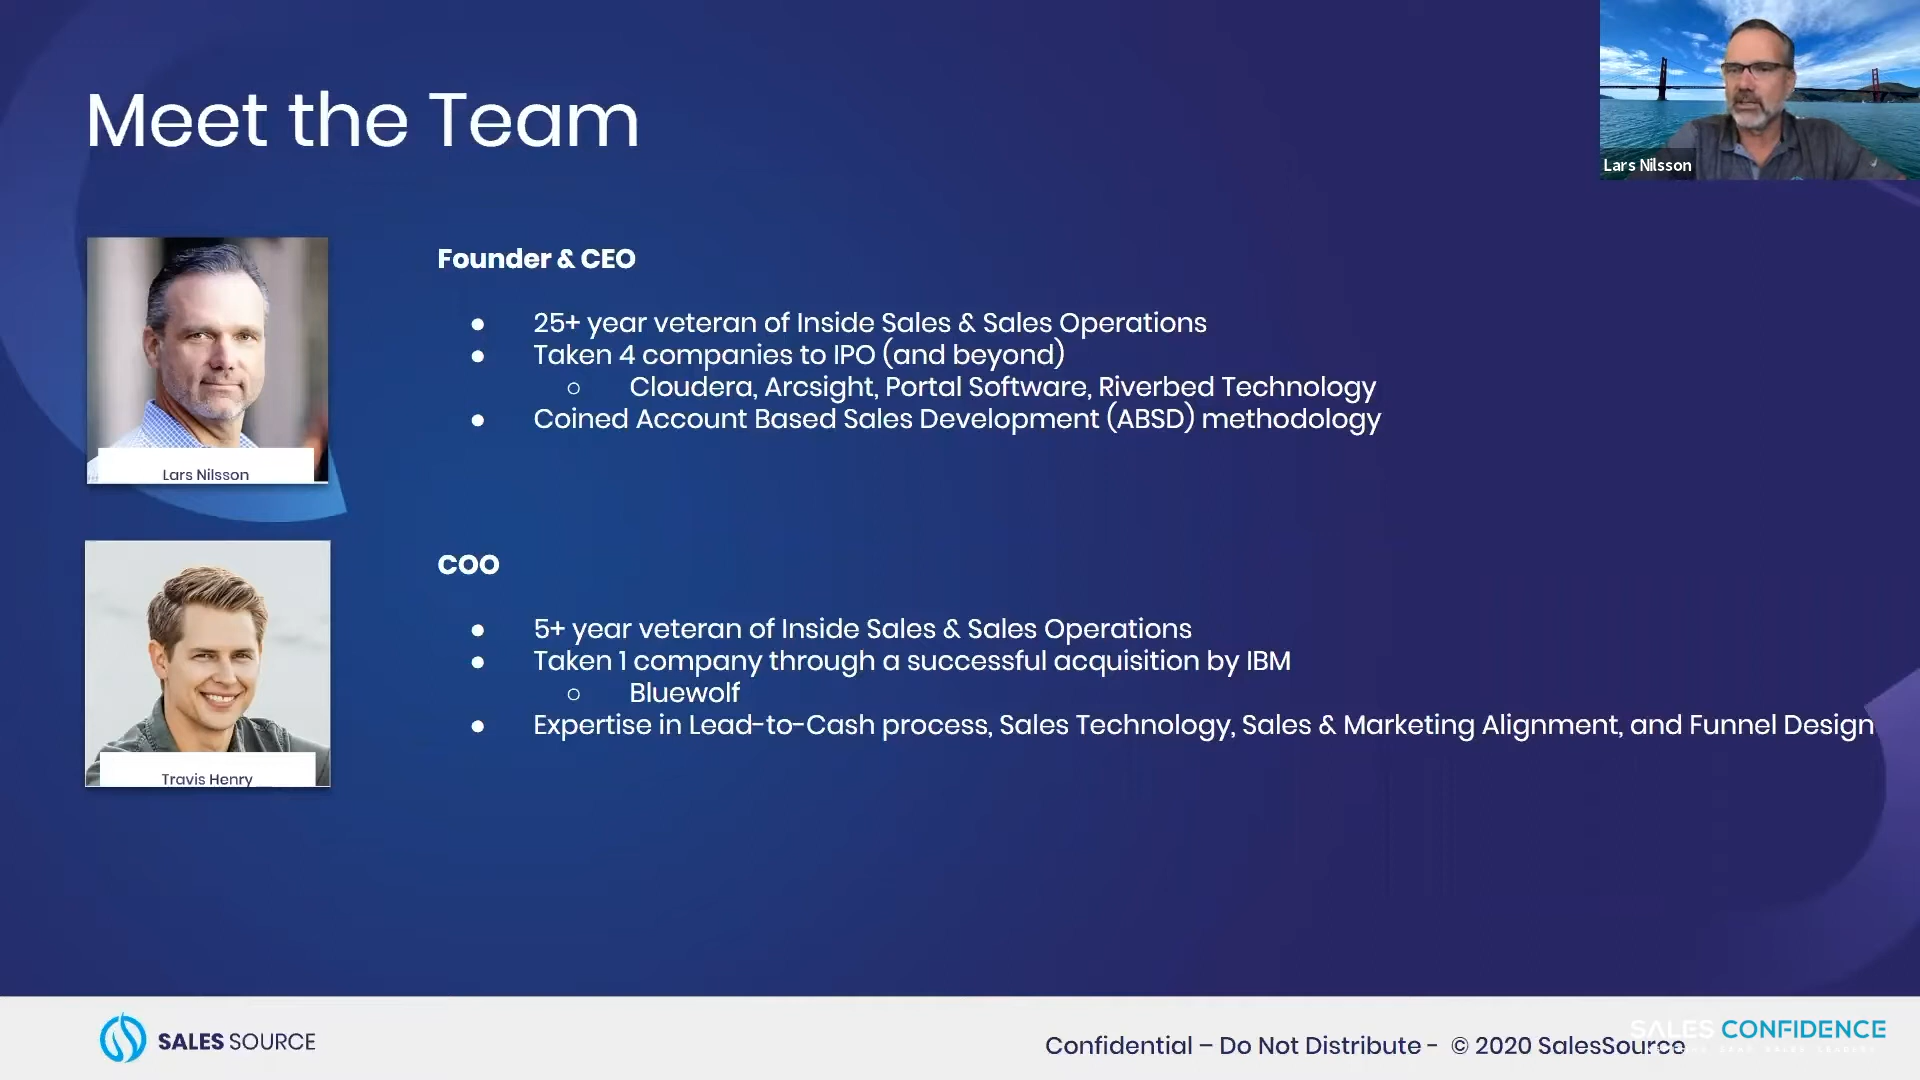 Meet the Team
Lars Nilsson
Founder & CEO
● 25+ year veteran of Inside Sales & Sales Operations
● Taken 4 companies to IPO (and beyond)
○ Cloudera, Arcsight, Portal Software, Riverbed Technology
● Coined Account Based Sales Development (ABSD) methodology
Lars Nilsson
COO
● 5+ year veteran of Inside Sales & Sales Operations
● Taken 1 company through a successful acquisition by IBM
○ Bluewolf
● Expertise in Lead-to-Cash process, Sales Technology, Sales & Marketing Alignment, and Funnel Design
Travis Henry
SALES SOURCE
Confidential – Do Not Distribute - © 2020 SalesSource
SALES CONFIDENCE